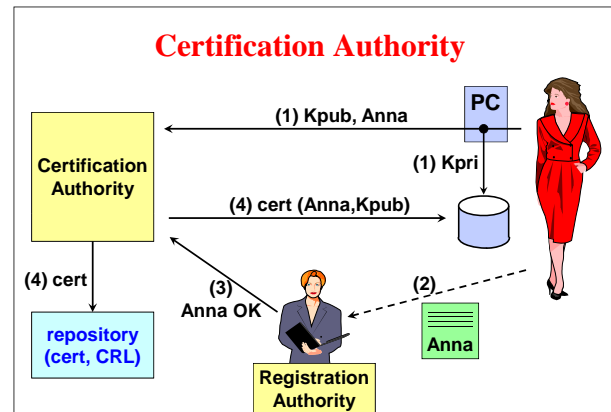 Certification Authority
PC
(1) Kpub, Anna
Certification
Authority
(1) Kpri
(4) cert (Anna,Kpub)
(4) cert
(3)
Anna OK
(2)
repository
(cert, CRL)
Anna
Registration
Authority